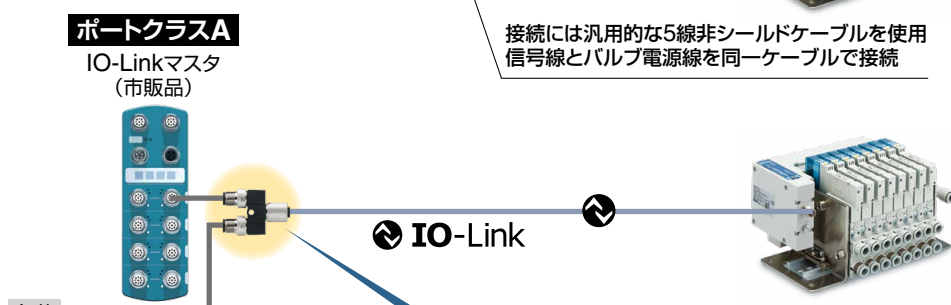 接続には汎用的な5線非シールドケーブルを使用
信号線とバルブ電源線を同一ケーブルで接続
ポートクラスA
IO-Linkマスタ
（市販品）
IO-Link